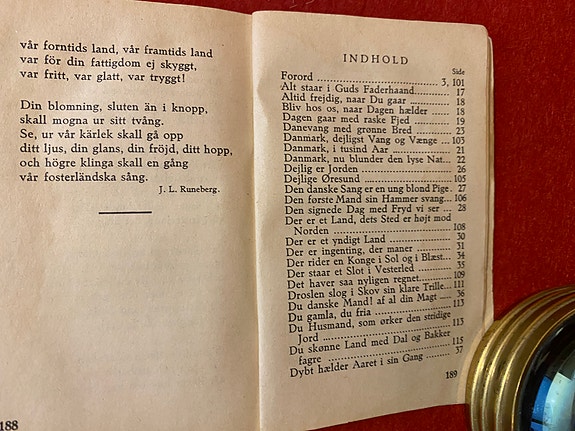 vår forntids land, vår framtids land
var för din fattigdom ej skyggt,
var fritt, var glatt, var tryggt!
Din blomning, sluten än i knopp,
skall mogna ur sitt tvång.
Se, ur vår kärlek skall gå opp
ditt ljus, din glans, din fröjd, ditt hopp,
och högre klinga skall en gång
vår fosterländska sång.
J. L. Runeberg.
188
INDHOLD
Side
Forord 3, 101
Alt staar i Guds Faderhaand 17
Altid frejdig, naar Du gaar 18
Bliv hos os, naar Dagen hælder 18
Dagen gaar med raske Fjed 19
Danevang med grønne Bred 22
Danmark, dejligst Vang og Vænge 103
Danmark, i tusind Aar 21
Danmark, nu blunden den lyse Nat 22
Dejlig er Jorden 26
Dejlige Øresund 105
Den danske Sang er en ung blond Pige 27
Den første Mand sin Hammer svang 106
Den signede Dag med Fryd vi ser 28
Der er et Land, dets Sted er højt mod
Norden 108
Der er et yndigt Land 30
Der er ingenting, der maner 31
Der rider en Konge i Sol og i Blæst 34
Der staar et Slot i Vesterled 35
Det haver saa nyligen regnet 109
Droslen slog i Skov sin klare Trille 111
Du danske Mand! af al din Magt 36
Du gamla, du fria 113
Du Husmand, som ørken den stridige
Jord 113
Du skønne Land med Dal og Bakker
fagre 115
Dybt hælder Aaret i sin Gang 37
189